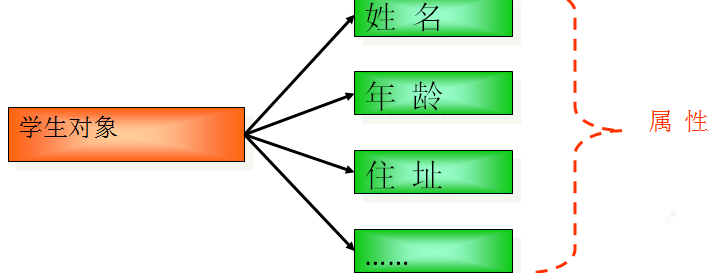 姓 名
年 龄
学生对象
属 性
住 址
……